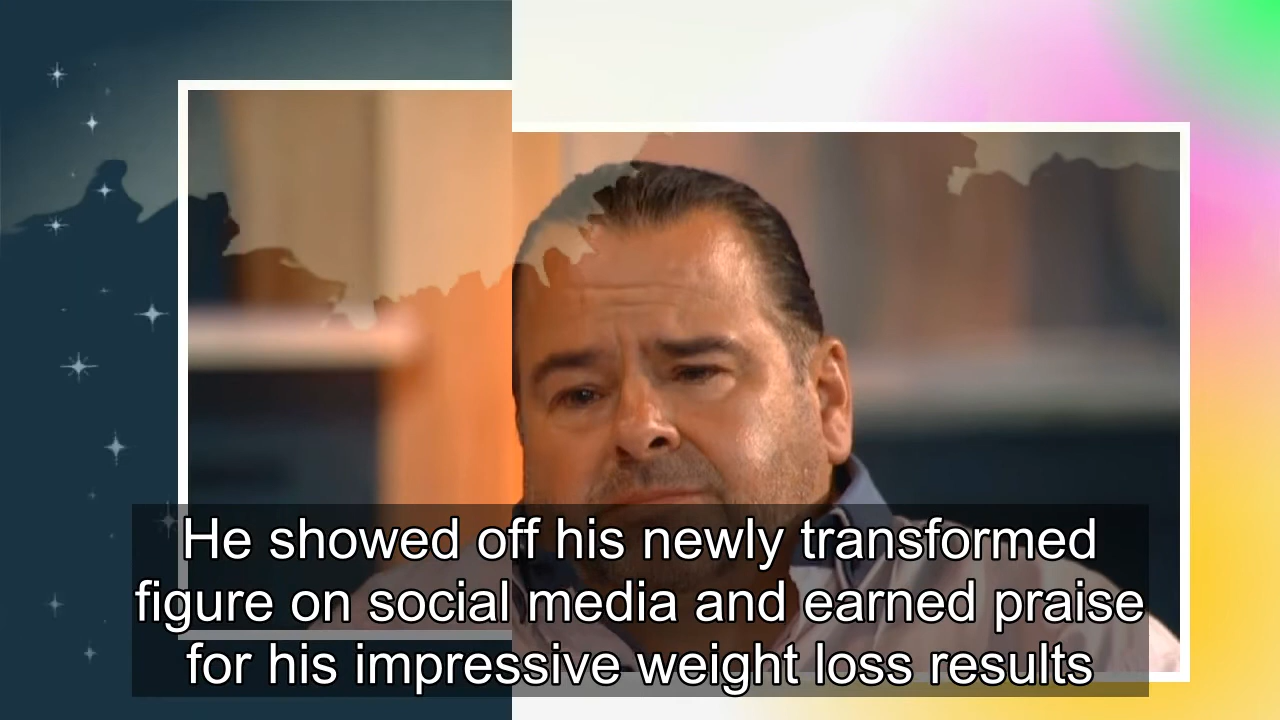 He showed off his newly transformed
figure on social media and earned praise
for his impressive weight loss results